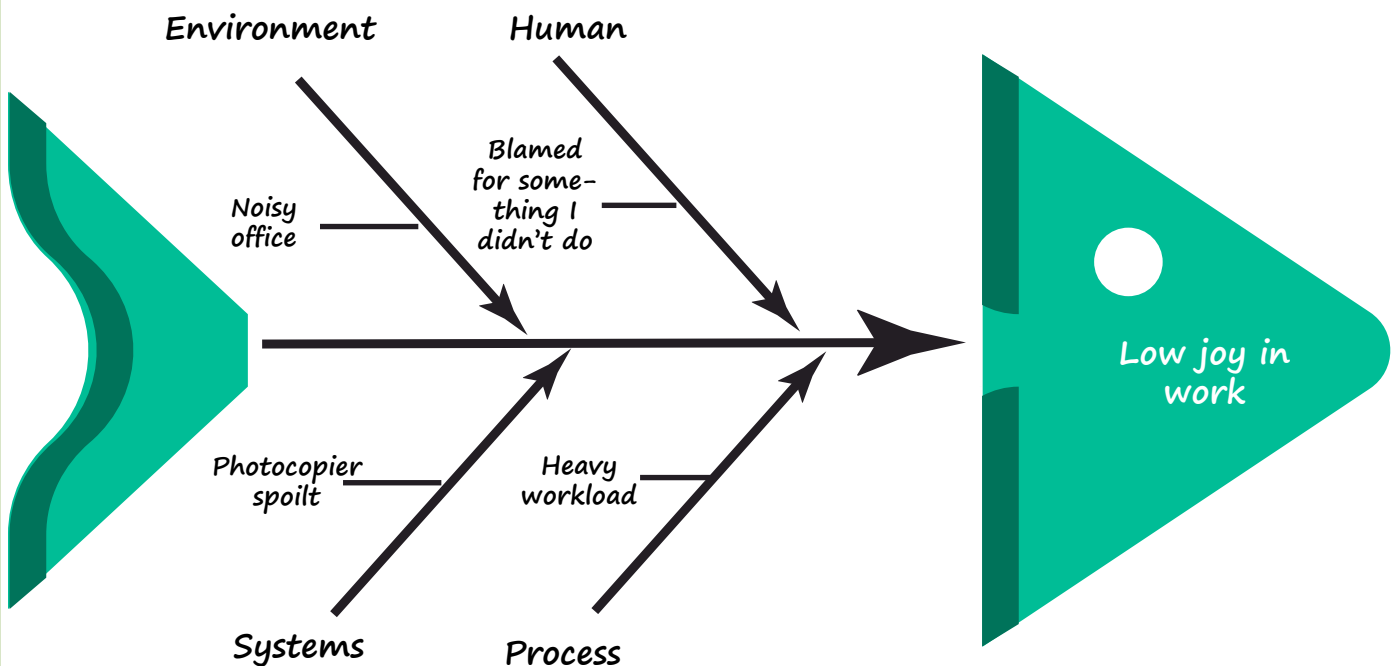 Environment
Human
Blamed
for some-
thing I
didn't do
Noisy
office
Low joy in
work
Photocopier
spoilt
Heavy
workload
Systems
Process